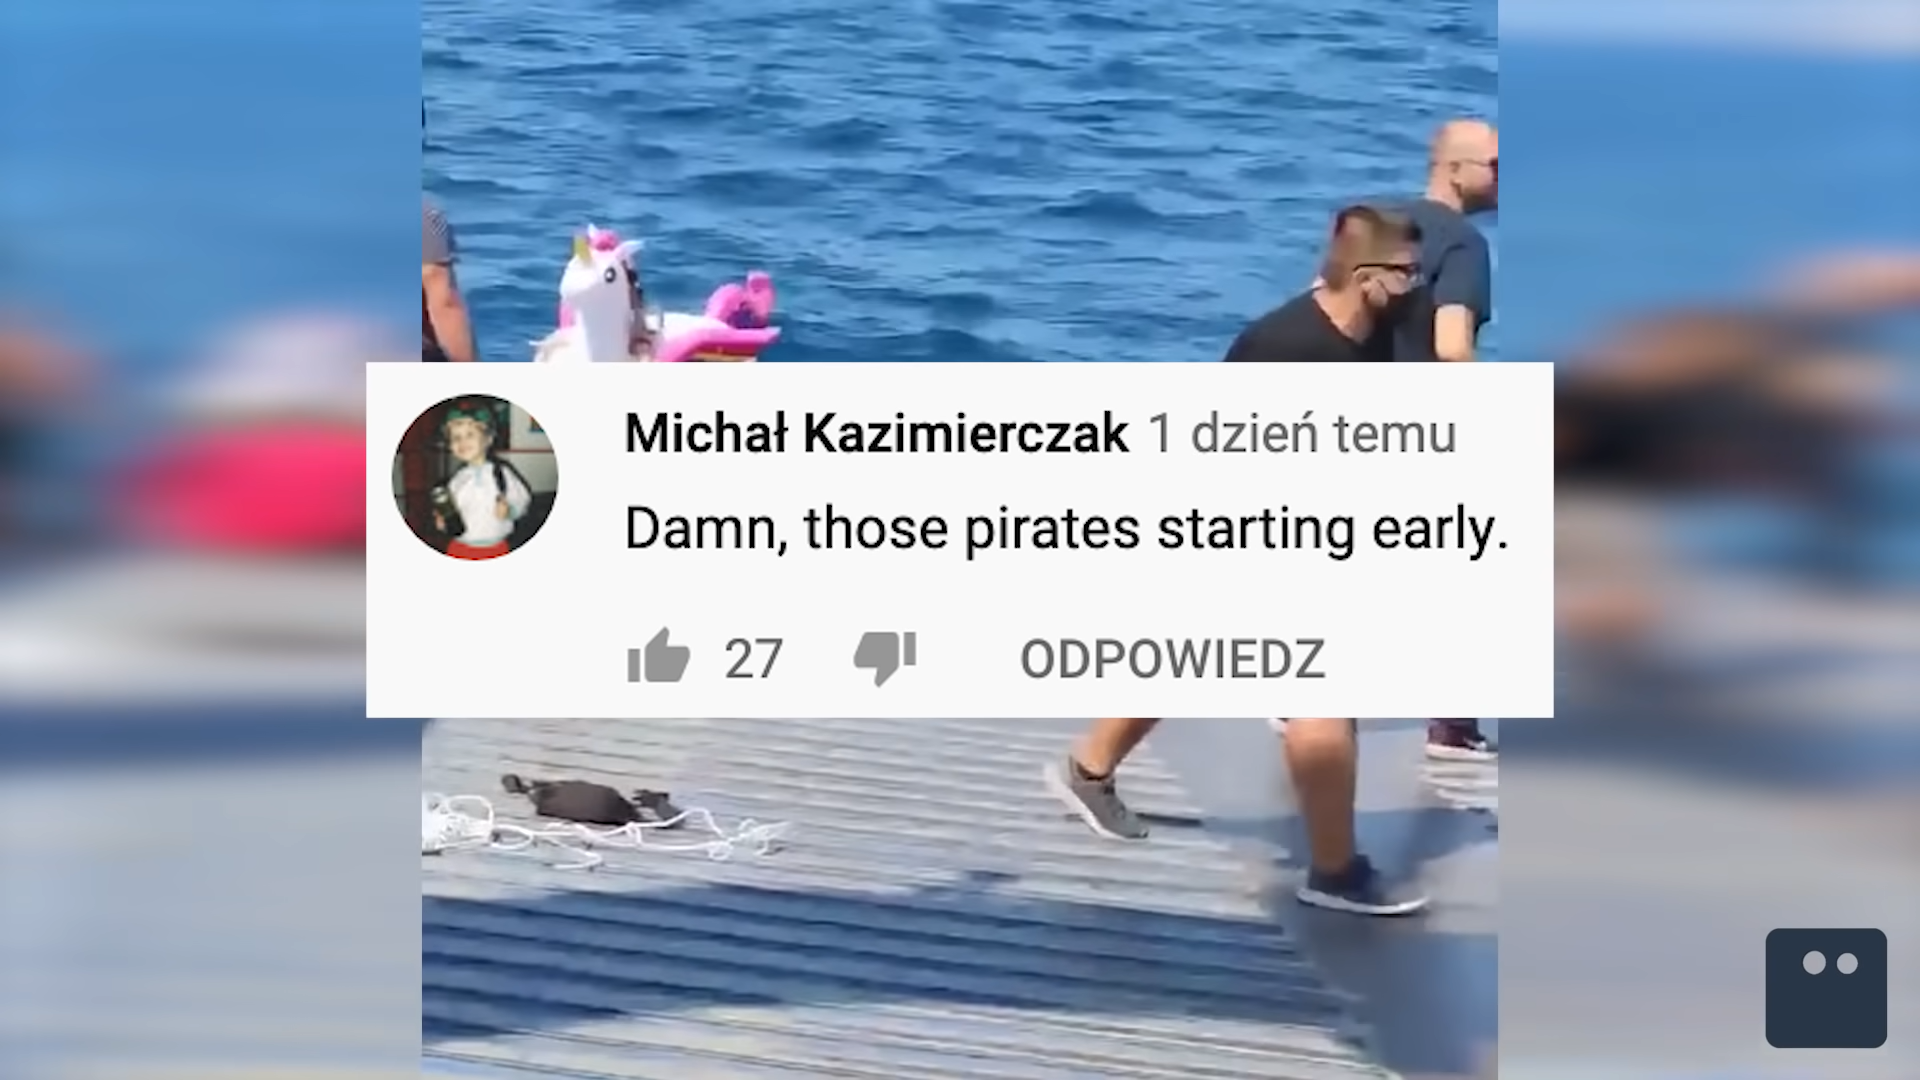 Michał Kazimierczak 1 dzień temu
Damn, those pirates starting early.
27 ODPOWIEDZ